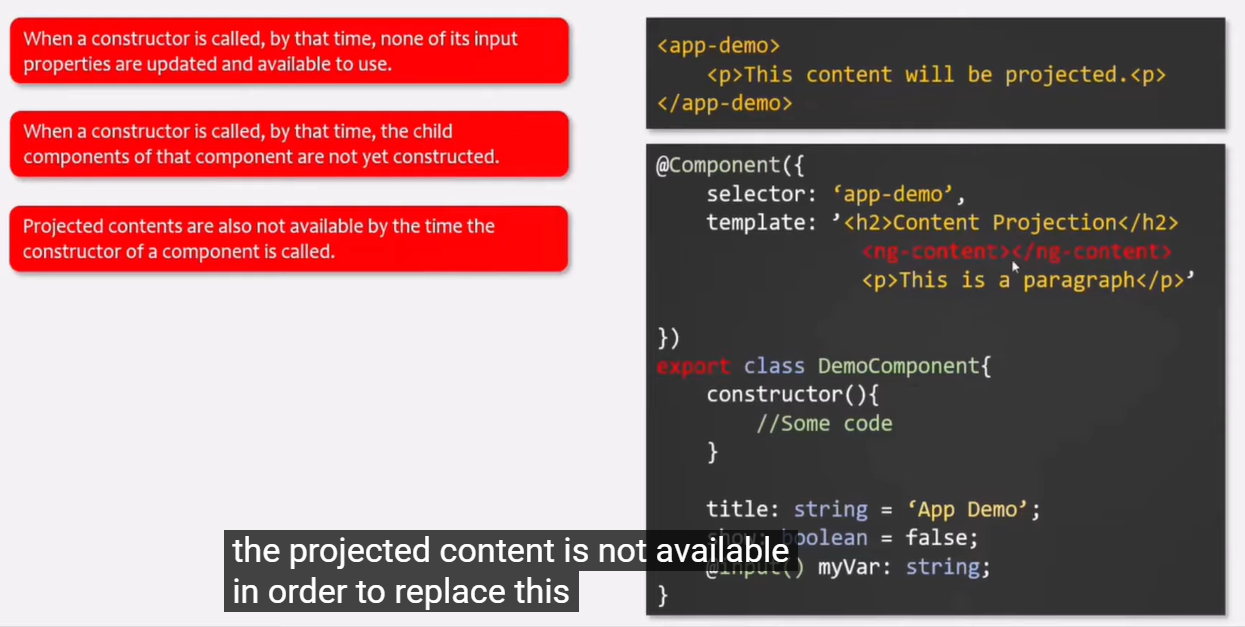 When a constructor is called, by that time, none of its input
properties are updated and available to use.
When a constructor is called, by that time, the child
components of that component are not yet constructed.
Projected contents are also not available by the time the
constructor of a component is called.
<app-demo>
<p>This content will be projected.<p>
</app-demo>
@Component({
selector: ‘app-demo’,
template: ’<h2>Content Projection</h2>
<ng-content></ng-content>
<p>This is a paragraph</p>’
})
export class DemoComponent{
constructor(){
//Some code
}
title: string = ‘App Demo’;
show: boolean = false;
@input() myVar: string;
}
the projected content is not available
in order to replace this